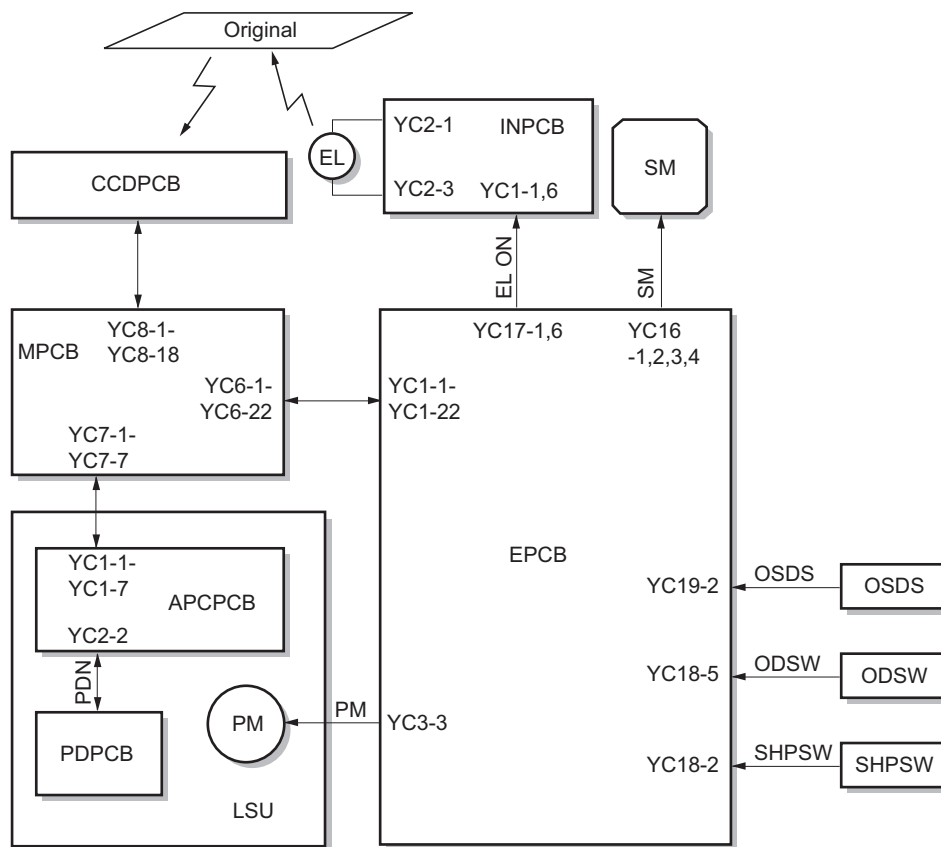 Original
YC2-1
INPCB
EL
YC2-3
YC1-1,6
SM
CCDPCB
EL ON
SM
YC8-1-
YC8-18
MPCB
YC6-1-
YC6-22
YC7-1-
YC7-7
YC17-1,6
YC16
-1,2,3,4
YC1-1-
YC1-22
EPCB
YC1-1-
YC1-7
APCPCB
YC2-2
PDN
PDPCB
PM
PM
YC3-3
LSU
YC19-2
OSDS
OSDS
YC18-5
ODSW
ODSW
YC18-2
SHPSW
SHPSW